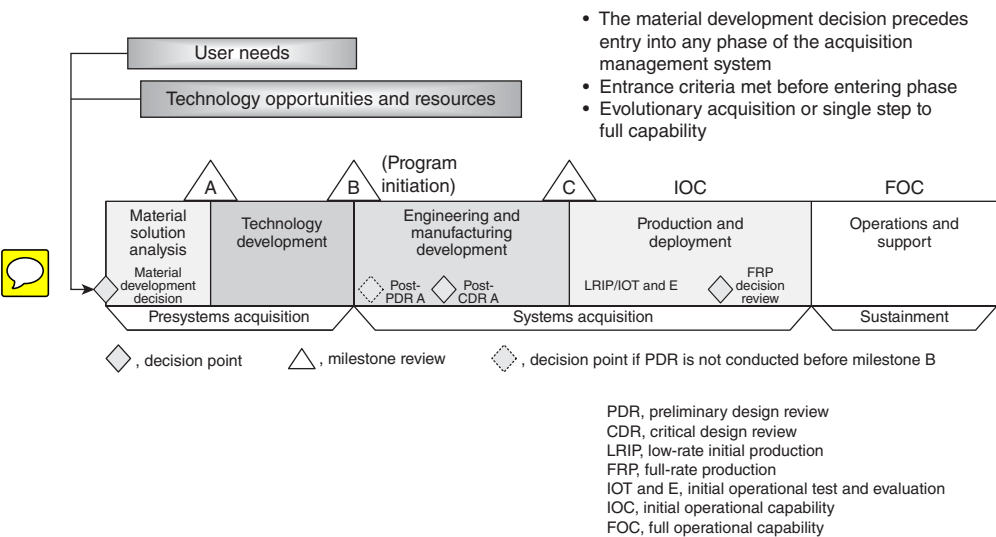 User needs
Technology opportunities and resources
• The material development decision precedes
entry into any phase of the acquisition
management system
• Entrance criteria met before entering phase
• Evolutionary acquisition or single step to
full capability
A
B
(Program
initiation)
C
IOC
FOC
Material
solution
analysis
Technology
development
Engineering and
manufacturing
development
Production and
deployment
Operations and
support
Material
development
decision
Post-
PDR A
Post-
CDR A
LRIP/IOT and E
FRP
decision
review
Presystems acquisition
Systems acquisition
Sustainment
, decision point
, milestone review
, decision point if PDR is not conducted before milestone B
PDR, preliminary design review
CDR, critical design review
LRIP, low-rate initial production
FRP, full-rate production
IOT and E, initial operational test and evaluation
IOC, initial operational capability
FOC, full operational capability